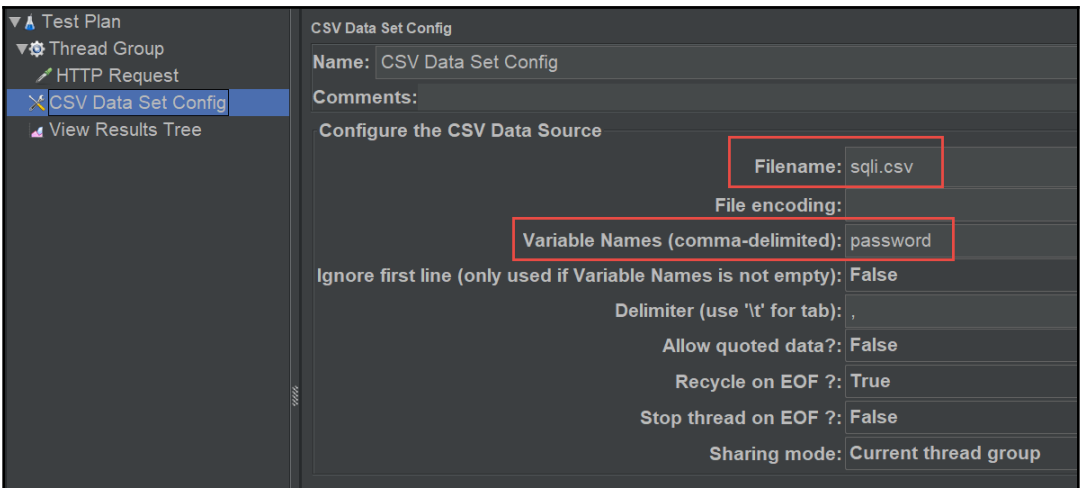 Test Plan
Thread Group
HTTP Request
CSV Data Set Config
View Results Tree
CSV Data Set Config
Name: CSV Data Set Config
Comments:
Configure the CSV Data Source
Filename: sqli.csv
File encoding:
Variable Names (comma-delimited): password
Ignore first line (only used if Variable Names is not empty): False
Delimiter (use '\t' for tab): ,
Allow quoted data?: False
Recycle on EOF ?: True
Stop thread on EOF ?: False
Sharing mode: Current thread group